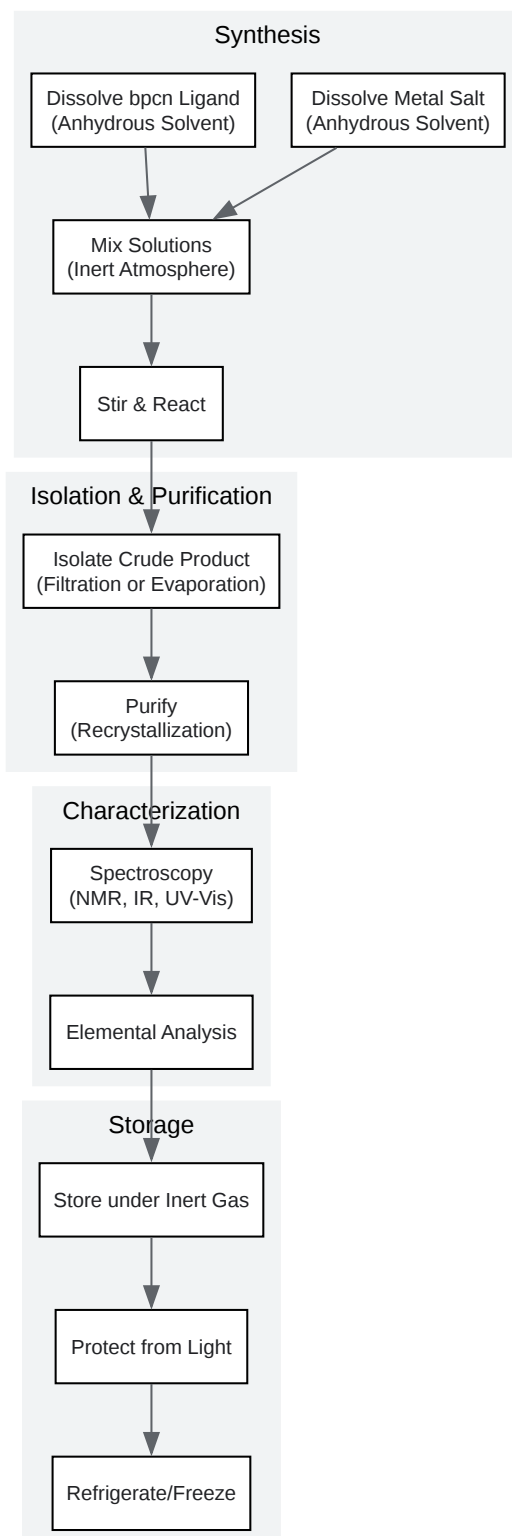 Synthesis
Dissolve bpcn Ligand
(Anhydrous Solvent)
Dissolve Metal Salt
(Anhydrous Solvent)
Mix Solutions
(Inert Atmosphere)
Stir & React
Isolation & Purification
Isolate Crude Product
(Filtration or Evaporation)
Purify
(Recrystallization)
Characterization
Spectroscopy
(NMR, IR, UV-Vis)
Elemental Analysis
Storage
Store under Inert Gas
Protect from Light
Refrigerate/Freeze